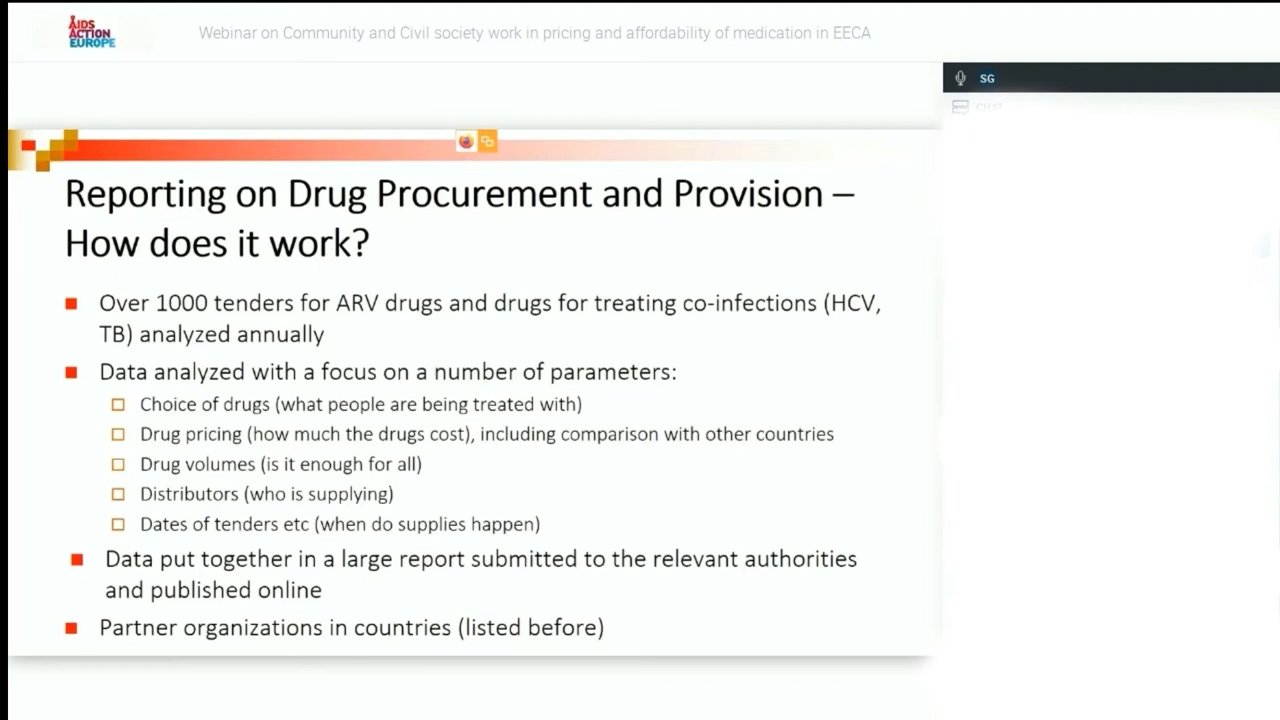 AIDS
ACTION
EUROPE
Webinar on Community and Civil society work in pricing and affordability of medication in EECA
SG
CHAT
Reporting on Drug Procurement and Provision –
How does it work?
Over 1000 tenders for ARV drugs and drugs for treating co-infections (HCV,
TB) analyzed annually
Data analyzed with a focus on a number of parameters:
Choice of drugs (what people are being treated with)
Drug pricing (how much the drugs cost), including comparison with other countries
Drug volumes (is it enough for all)
Distributors (who is supplying)
Dates of tenders etc (when do supplies happen)
Data put together in a large report submitted to the relevant authorities
and published online
Partner organizations in countries (listed before)